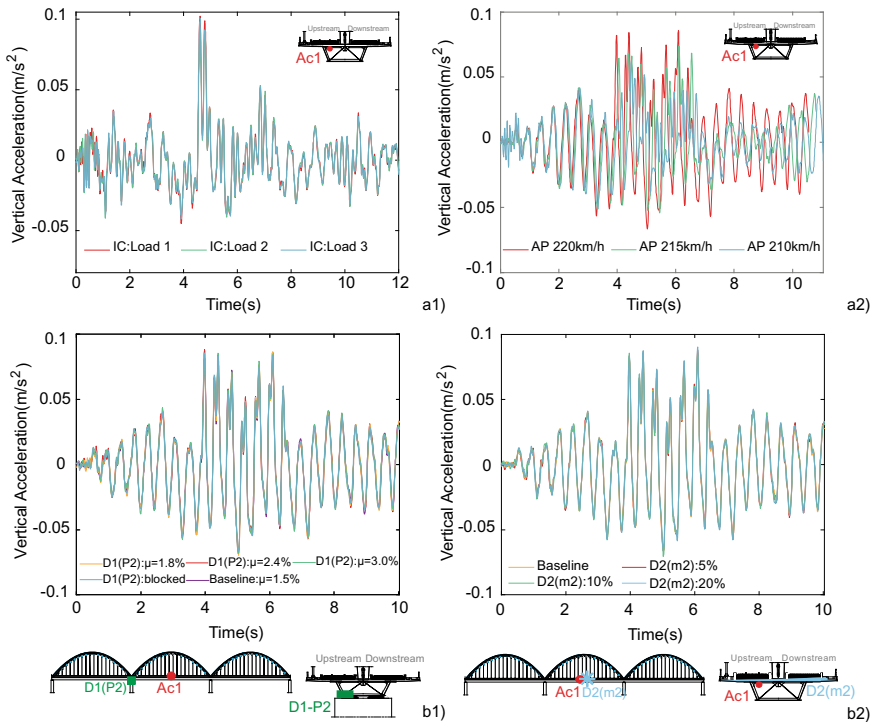 0.1
0.05
0
-0.05
Vertical Acceleration(m/s²)
Upstream Downstream
Ac1
IC:Load 1 IC:Load 2 IC:Load 3
0 2 4 6 8 10 12
Time(s)
a1)
0.1
0.05
0
-0.05
-0.1
Vertical Acceleration(m/s²)
Upstream Downstream
Ac1
AP 220km/h AP 215km/h AP 210km/h
0 2 4 6 8 10
Time(s)
a2)
0.1
0.05
0
-0.05
-0.1
Vertical Acceleration(m/s²)
D1(P2):μ=1.8% D1(P2):μ=2.4% D1(P2):μ=3.0%
D1(P2):blocked Baseline:μ=1.5%
0 2 4 6 8 10
Time(s)
D1(P2) Ac1
Upstream Downstream
D1-P2
b1)
0.1
0.05
0
-0.05
-0.1
Vertical Acceleration(m/s²)
Baseline D2(m2):5%
D2(m2):10% D2(m2):20%
0 2 4 6 8 10
Time(s)
Ac1 D2(m2)
Upstream Downstream
Ac1 D2(m2)
b2)